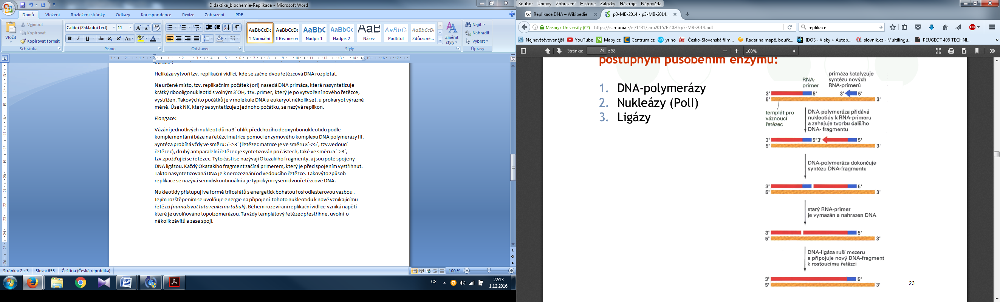 Didaktika_biochemie-Replikace - Microsoft Word
Domů Vložení Rozložení stránky Odkazy Korespondence Revize Zobrazení PDF
Vložit
Vyjmout
Kopírovat
Kopírovat formát
Schránka
Calibri (Základní text) 11
Písmo
Odstavec
AaBbCcDc AaBbCcDc AaBbC AaBbCc AaB AaBbCcL AaBbCcDc
¶ Normální ¶ Bez mezer Nadpis 1 Nadpis 2 Název Podtitul Zdůrazně...
Změnit styly
Styly
Najít
Nahradit
Vybrat
Úpravy
Iniciace:
Helikáza vytvoří tzv. replikační vidlici, kde se začne dvouřetězcová DNA rozplétat.
Na určené místo, tzv. replikačním počátek (ori) nasedá DNA primáza, která nasyntetizuje
krátký ribooligonukleotid s volným 3´OH, tzv. primer, který je po vytvoření nového řetězce,
vystřižen. Takovýchto počátků je v molekule DNA u eukaryot několik set, u prokaryot výrazně
méně. Úsek NK, který se syntetizuje z jednoho počátku, se nazývá replikon.
Elongace:
Vázání jednotlivých nukleotidů na 3´ uhlík předchozího deoxyribonukleotidu podle
komplementární báze na řetězci matrice pomocí enzymového komplexu DNA polymerázy III.
Syntéza probíhá vždy ve směru 5´->3´ (řetězec matrice je ve směru 3´->5´, tzv.vedoucí
řetězec), druhý antiparalelní řetězec je syntetizován po částech, také ve směru 5´->3´,
tzv.zpožďující se řetězec. Tyto části se nazývají Okazakiho fragmenty, a jsou poté spojeny
DNA ligázou. Každý Okazakiho fragment začíná primerem, který je před spojením vystřihnut.
Takto nasyntetizovaná DNA je k nerozeznání od vedoucího řetězce. Takovýto způsob
replikace se nazývá semidiskontinuální a je typickým rysem dvouřetězcové DNA.
Nukleotidy přistupují ve formě trifosfátů s energetick bohatou fosfodiesterovou vazbou .
Jejím rozštěpením se uvolňuje energie na připojení tohoto nukleotidu k nově vznikajícímu
řetězci (namalovat tuto reakci na tabuli). Během rozevírání replikační vidlice vzniká napětí
které je uvolňováno topoizomerázou. Ta vždy templátový řetězec přestřihne, uvolní o
několik závitů a zase spojí.
Stránka: 2 z 3 Slova: 655 Čeština (Česká republika) 100 %
CS
22:13
1.12.2016
Soubor Úpravy Zobrazení Historie Záložky Nástroje Nápověda
Replikace DNA – Wikipedie
p3-MB-2014 - p3-MB-2014...
Masaryk University (CZ) https://is.muni.cz/el/1431/jaro2015/Bi4020/p3-MB-2014.pdf
replikace
ABP
Nejnavštěvovanější YouTube Mapy.cz Centrum.cz yr.no Česko-Slovenská film... Radar na mapě, bouřk... IDOS - Vlaky + Autob... slovnik.cz - Multilingu... PEUGEOT 406 TECHNI...
Stránka: 23 z 58 100%
postupným působením enzymů:
1. DNA-polymerázy
2. Nukleázy (PolI)
3. Ligázy
RNA-
primer
primáza katalyzuje
syntézu nových
RNA-primerů
3' 5' 3' 5'
5' 3'
templát pro
váznoucí
řetězec
DNA-polymeráza přidává
nukleotidy k RNA-primeru
a zahajuje tvorbu dalšího
DNA- fragmentu
3' 5' 3' 5'
5' 3'
DNA-polymeráza dokončuje
syntézu DNA-fragmentu
3' 5'
5' 3'
starý RNA-primer
je vymazán a nahrazen DNA
3' 5'
5' 3'
DNA-ligáza ruší mezeru
a připojuje nový DNA-fragment
k rostoucímu řetězci
3' 5'
5' 3'
23